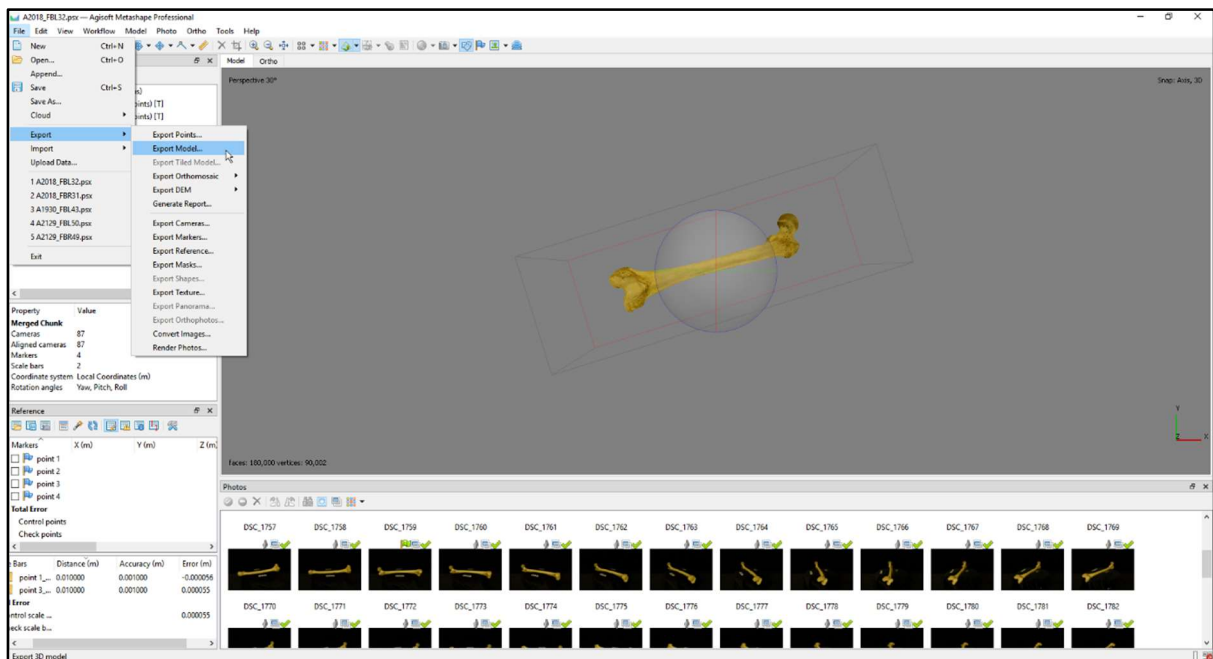 A2018_FBL32.psx — Agisoft Metashape Professional
File Edit View Workflow Model Photo Ortho Tools Help
New Ctrl+N
Open... Ctrl+O
Append...
Save Ctrl+S
Save As...
Cloud
Export
Import
Upload Data...
1 A2018_FBL32.psx
2 A2018_FBR31.psx
3 A1930_FBL43.psx
4 A2129_FBL50.psx
5 A2129_FBR49.psx
Exit
Export Points...
Export Model...
Export Tiled Model...
Export Orthomosaic
Export DEM
Generate Report...
Export Cameras...
Export Markers...
Export Reference...
Export Masks...
Export Shapes...
Export Texture...
Export Panorama...
Export Orthophotos...
Convert Images...
Render Photos...
Model Ortho
Perspective 30°
Snap: Axis, 3D
Y
Z X
faces: 180,000 vertices: 90,002
Property Value
Merged Chunk
Cameras 87
Aligned cameras 87
Markers 4
Scale bars 2
Coordinate system Local Coordinates (m)
Rotation angles Yaw, Pitch, Roll
Reference
Markers X (m) Y (m) Z (m)
point 1
point 2
point 3
point 4
Total Error
Control points
Check points
Bars Distance (m) Accuracy (m) Error (m)
point 1_... 0.010000 0.001000 -0.000056
point 3_... 0.010000 0.001000 0.000055
Error
ntrol scale ... 0.000055
eck scale b...
Export 3D model
Photos
DSC_1757 DSC_1758 DSC_1759 DSC_1760 DSC_1761 DSC_1762 DSC_1763 DSC_1764 DSC_1765 DSC_1766 DSC_1767 DSC_1768 DSC_1769
DSC_1770 DSC_1771 DSC_1772 DSC_1773 DSC_1774 DSC_1775 DSC_1776 DSC_1777 DSC_1778 DSC_1779 DSC_1780 DSC_1781 DSC_1782